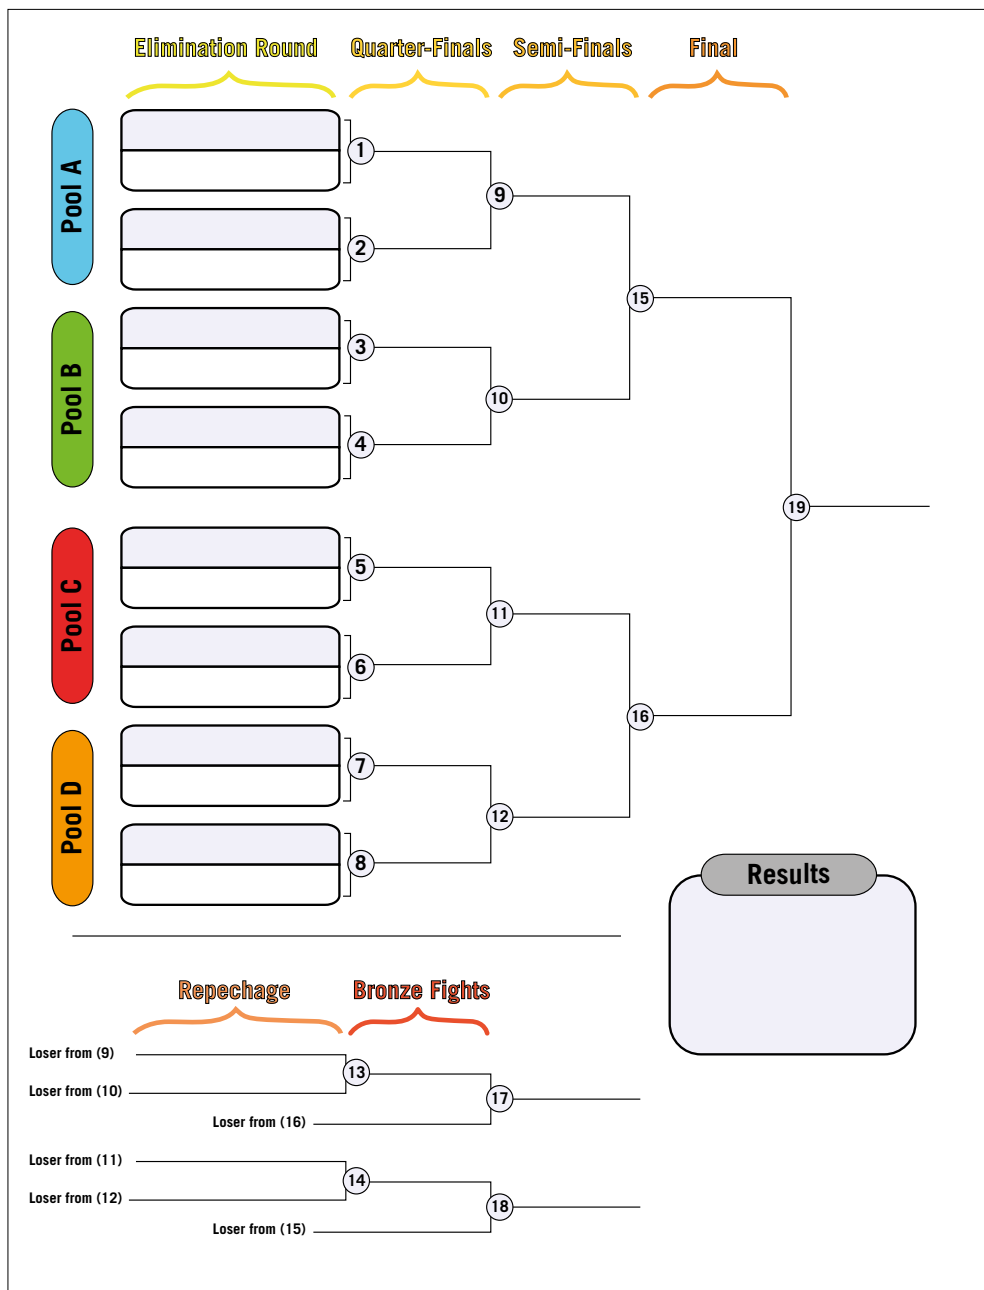 Elimination Round Quarter-Finals Semi-Finals Final
Pool A
1
2
9
Pool B
3
4
10
15
Pool C
5
6
11
Pool D
7
8
12
16
19
Results
Repechage Bronze Fights
Loser from (9)
Loser from (10)
13
Loser from (16)
17
Loser from (11)
Loser from (12)
14
Loser from (15)
18